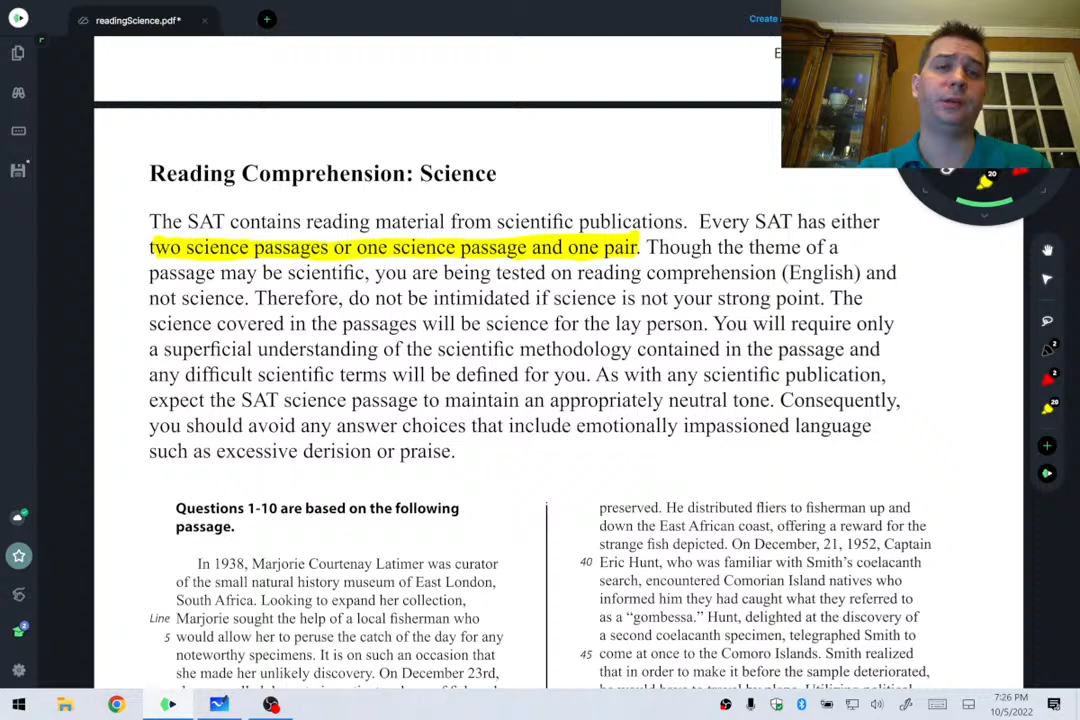 readingScience.pdf*
Create a
E
Reading Comprehension: Science
The SAT contains reading material from scientific publications. Every SAT has either
two science passages or one science passage and one pair. Though the theme of a
passage may be scientific, you are being tested on reading comprehension (English) and
not science. Therefore, do not be intimidated if science is not your strong point. The
science covered in the passages will be science for the lay person. You will require only
a superficial understanding of the scientific methodology contained in the passage and
any difficult scientific terms will be defined for you. As with any scientific publication,
expect the SAT science passage to maintain an appropriately neutral tone. Consequently,
you should avoid any answer choices that include emotionally impassioned language
such as excessive derision or praise.
Questions 1-10 are based on the following
passage.
In 1938, Marjorie Courtenay Latimer was curator
of the small natural history museum of East London,
South Africa. Looking to expand her collection,
Line Marjorie sought the help of a local fisherman who
5 would allow her to peruse the catch of the day for any
noteworthy specimens. It is on such an occasion that
she made her unlikely discovery. On December 23rd,
preserved. He distributed fliers to fisherman up and
down the East African coast, offering a reward for the
strange fish depicted. On December, 21, 1952, Captain
40 Eric Hunt, who was familiar with Smith's coelacanth
search, encountered Comorian Island natives who
informed him they had caught what they referred to
as a “gombessa.” Hunt, delighted at the discovery of
a second coelacanth specimen, telegraphed Smith to
45 come at once to the Comoro Islands. Smith realized
that in order to make it before the sample deteriorated,
20
2
2
20
2
7:26 PM
10/5/2022